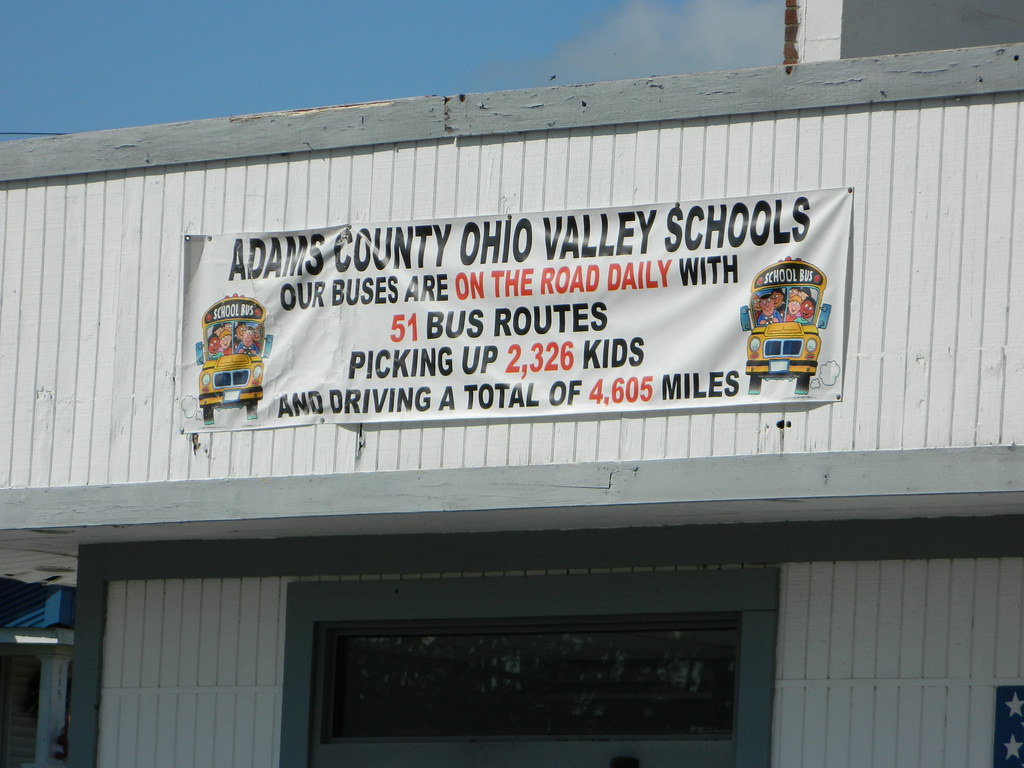 ADAMS COUNTY OHIO VALLEY SCHOOLS
OUR BUSES ARE ON THE ROAD DAILY WITH
51 BUS ROUTES
PICKING UP 2,326 KIDS
AND DRIVING A TOTAL OF 4,605 MILES
SCHOOL BUS
SCHOOL BUS